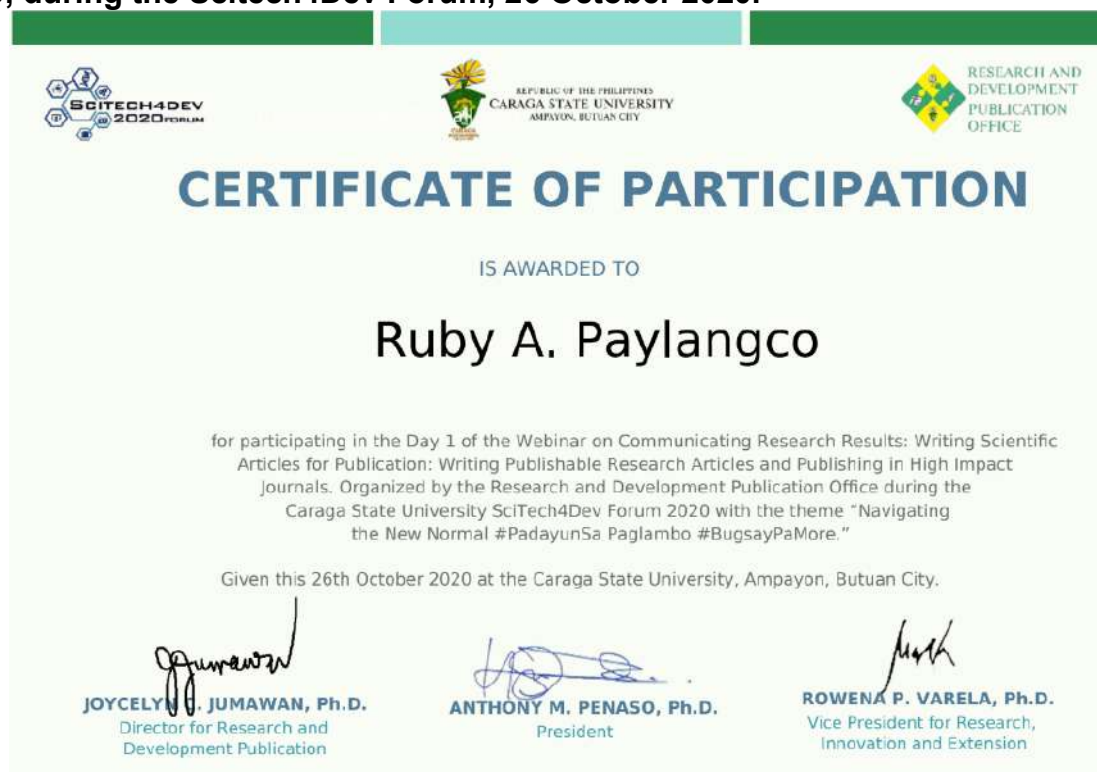 during the Scitech4Dev Forum, 26 October 2020.
SCITECH4DEV
2020 FORUM
REPUBLIC OF THE PHILIPPINES
CARAGA STATE UNIVERSITY
AMPAYON, BUTUAN CITY
CARAGA
RESEARCH AND
DEVELOPMENT
PUBLICATION
OFFICE
CERTIFICATE OF PARTICIPATION
IS AWARDED TO
Ruby A. Paylangco
for participating in the Day 1 of the Webinar on Communicating Research Results: Writing Scientific
Articles for Publication: Writing Publishable Research Articles and Publishing in High Impact
Journals. Organized by the Research and Development Publication Office during the
Caraga State University SciTech4Dev Forum 2020 with the theme "Navigating
the New Normal #PadayunSa Paglambo #BugsayPaMore."
Given this 26th October 2020 at the Caraga State University, Ampayon, Butuan City.
JOYCELYN JUMAWAN, Ph.D.
ANTHONY M. PENASO, Ph.D.
ROWENA P. VARELA, Ph.D.
Director for Research and
Development Publication
President
Vice President for Research,
Innovation and Extension